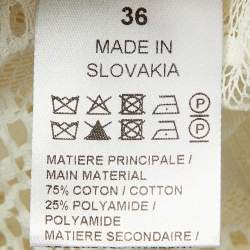 36
MADE IN
SLOVAKIA
P
P
MATIERE PRINCIPALE /
MAIN MATERIAL
75% COTON / COTTON
25% POLYAMIDE /
POLYAMIDE
MATIERE SECONDAIRE /